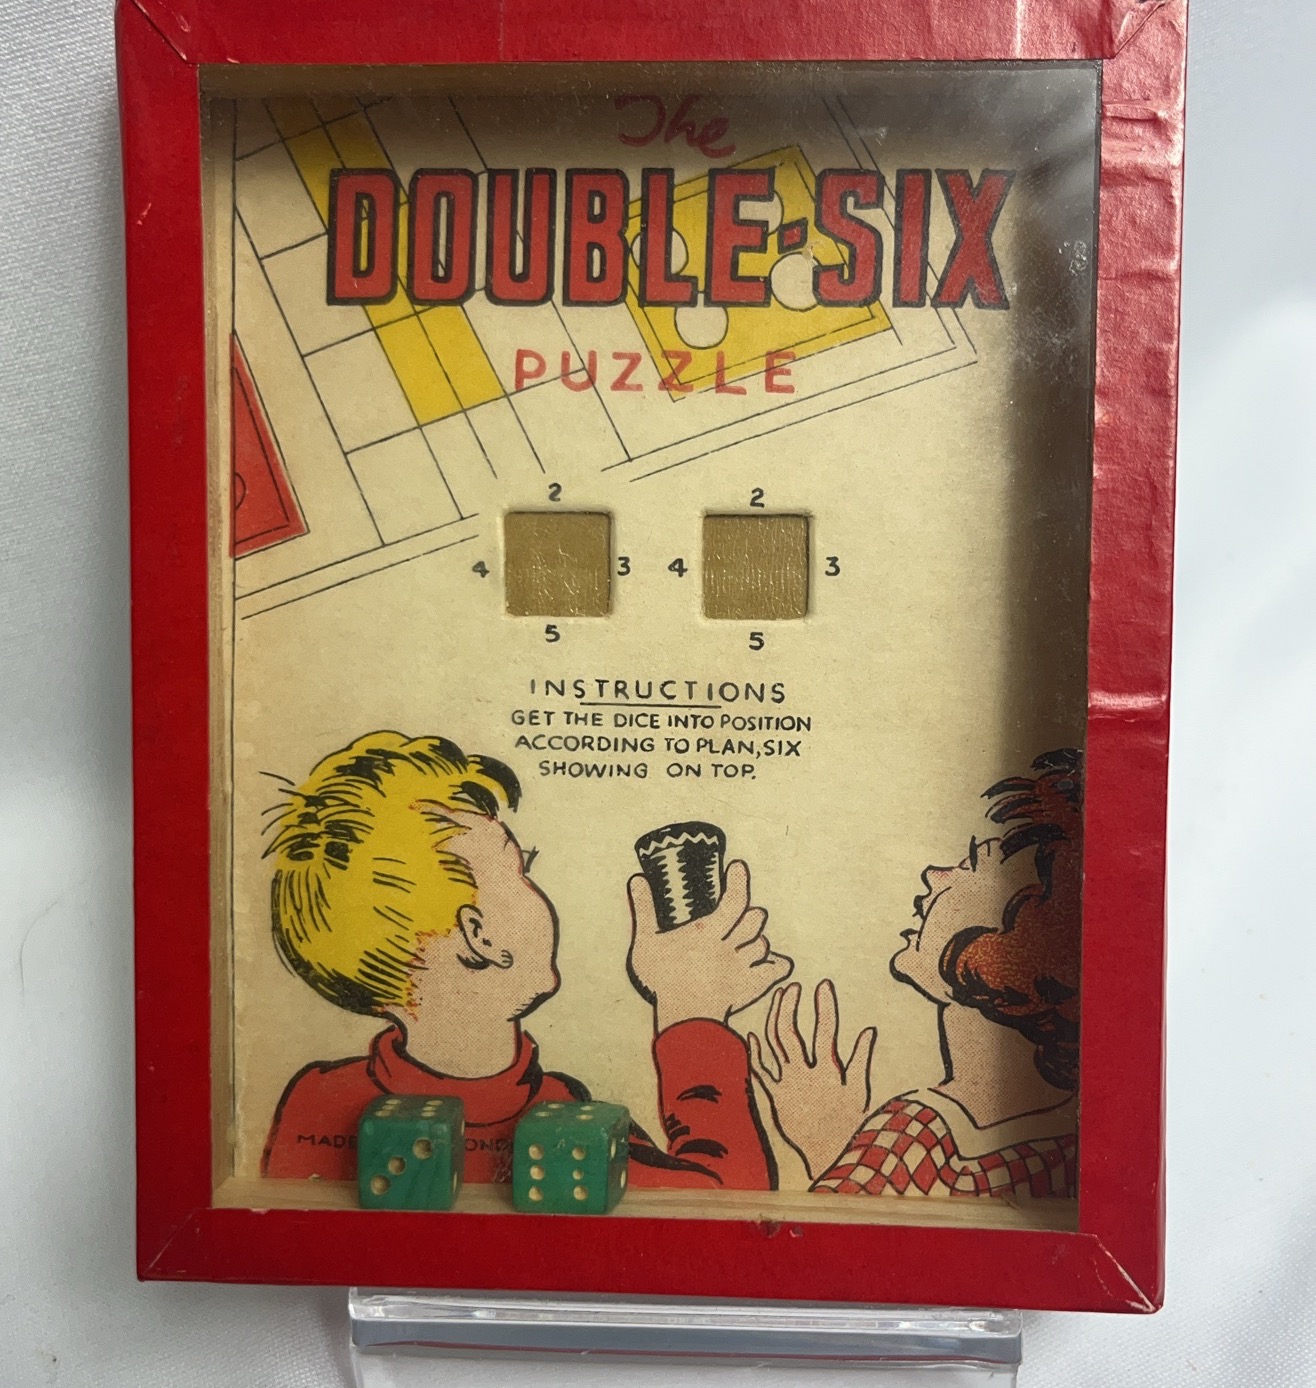 The
DOUBLE-SIX
PUZZLE
2 2
4 3 4 3
5 5
INSTRUCTIONS
GET THE DICE INTO POSITION
ACCORDING TO PLAN, SIX
SHOWING ON TOP.
MADE